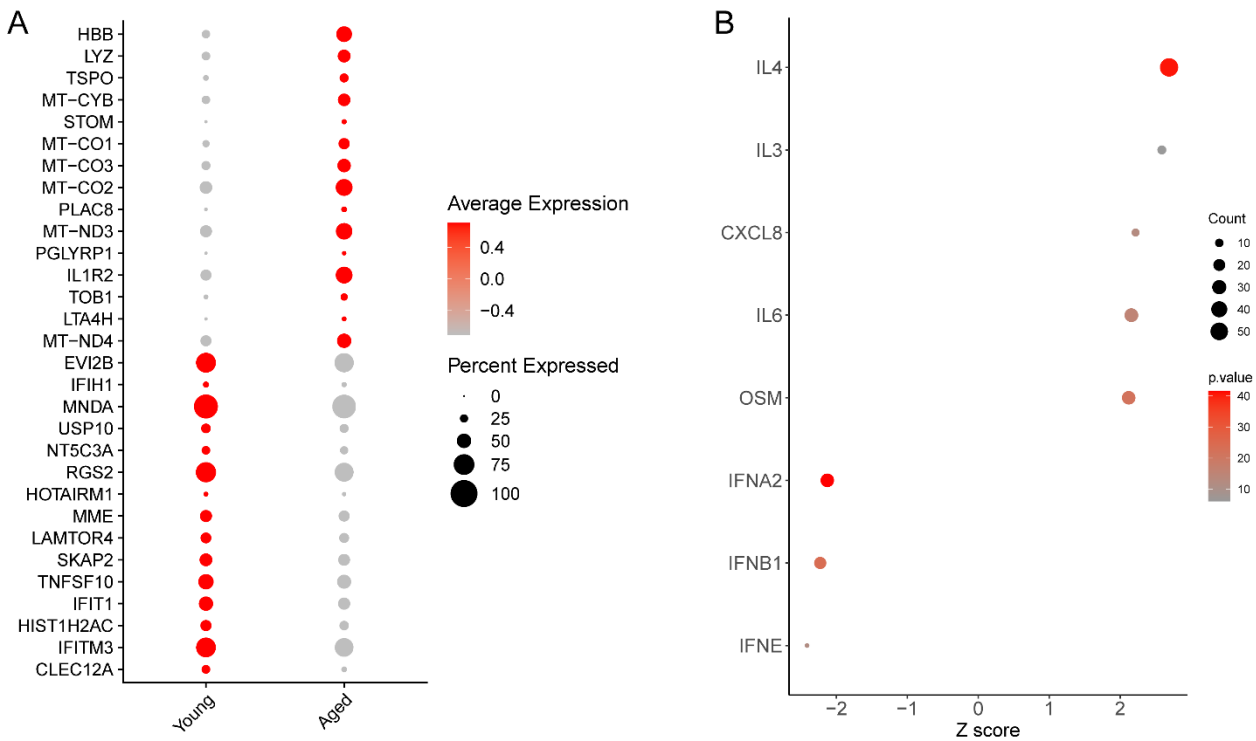 A
HBB
LYZ
TSPO
MT−CYB
STOM
MT−CO1
MT−CO3
MT−CO2
PLAC8
MT−ND3
PGLYRP1
IL1R2
TOB1
LTA4H
MT−ND4
EVI2B
IFIH1
MNDA
USP10
NT5C3A
RGS2
HOTAIRM1
MME
LAMTOR4
SKAP2
TNFSF10
IFIT1
HIST1H2AC
IFITM3
CLEC12A
Young
Aged
Average Expression
0.4
0.0
−0.4
Percent Expressed
0
25
50
75
100
B
IL4
IL3
CXCL8
IL6
OSM
IFNA2
IFNB1
IFNE
−2
−1
0
1
2
Z score
Count
10
20
30
40
50
p.value
40
30
20
10